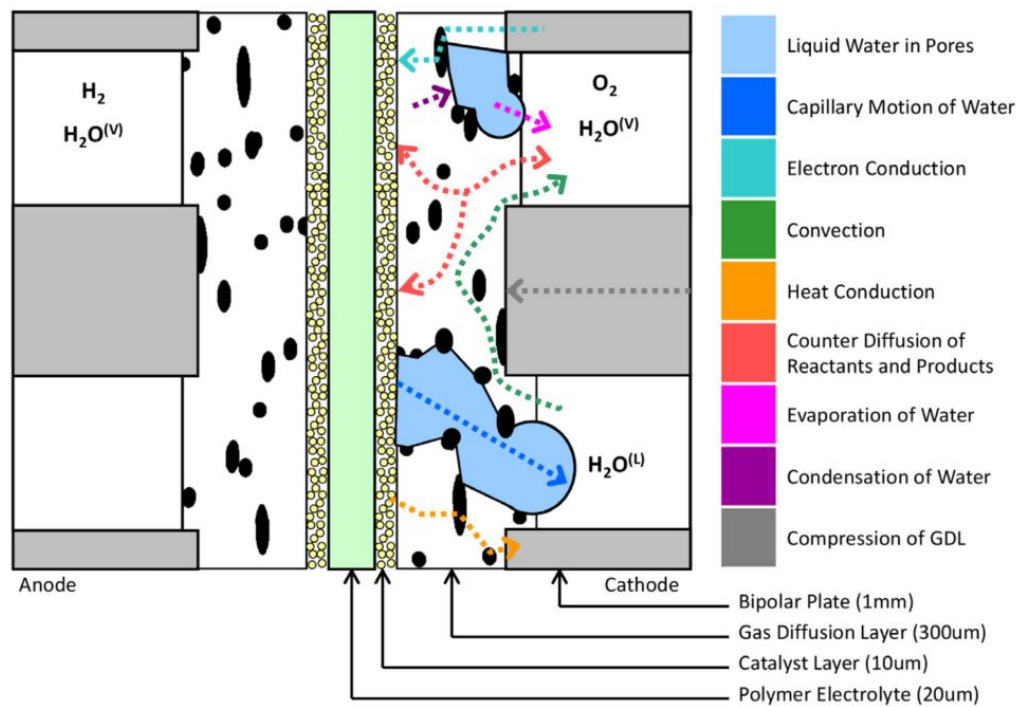 H₂
H₂O⁽ⱽ⁾
O₂
H₂O⁽ⱽ⁾
H₂O⁽ᴸ⁾
Anode
Cathode
Liquid Water in Pores
Capillary Motion of Water
Electron Conduction
Convection
Heat Conduction
Counter Diffusion of
Reactants and Products
Evaporation of Water
Condensation of Water
Compression of GDL
Bipolar Plate (1mm)
Gas Diffusion Layer (300um)
Catalyst Layer (10um)
Polymer Electrolyte (20um)